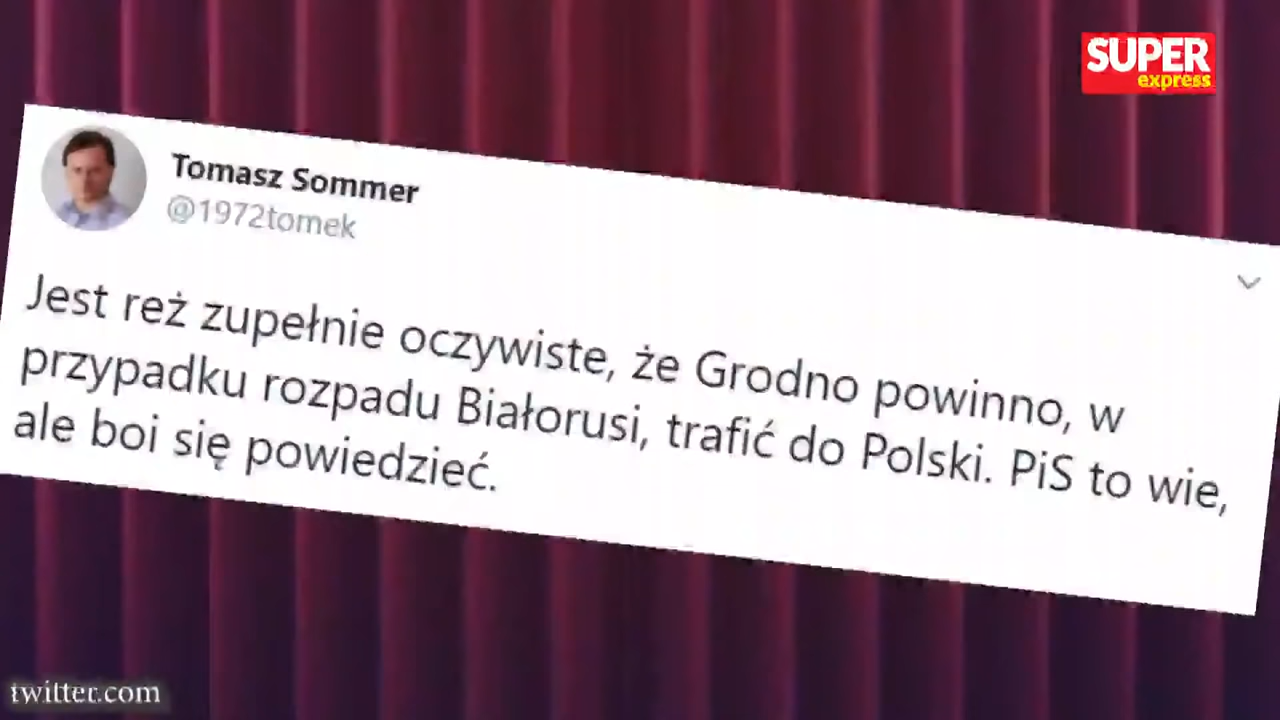 SUPER
express
Tomasz Sommer
@1972tomek
Jest reż zupełnie oczywiste, że Grodno powinno, w
przypadku rozpadu Białorusi, trafić do Polski. PiS to wie,
ale boi się powiedzieć.
twitter.com